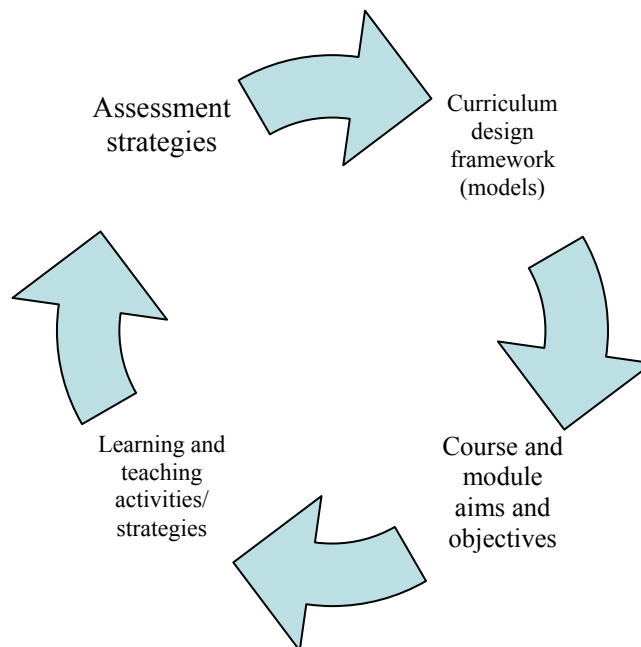 Assessment
strategies
Curriculum
design
framework
(models)
Course and
module
aims and
objectives
Learning and
teaching
activities/
strategies